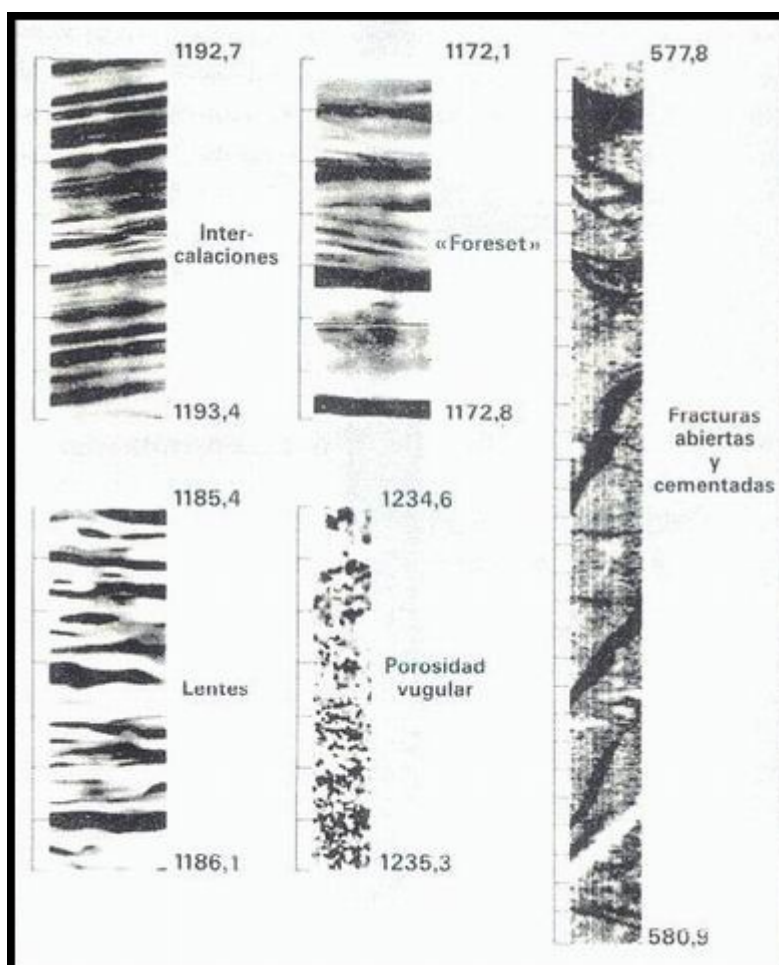 1192,7
Inter-
calaciones
1193,4
1172,1
«Foreset»
1172,8
577,8
Fracturas
abiertas
y
cementadas
580,9
1185,4
Lentes
1186,1
1234,6
Porosidad
vugular
1235,3